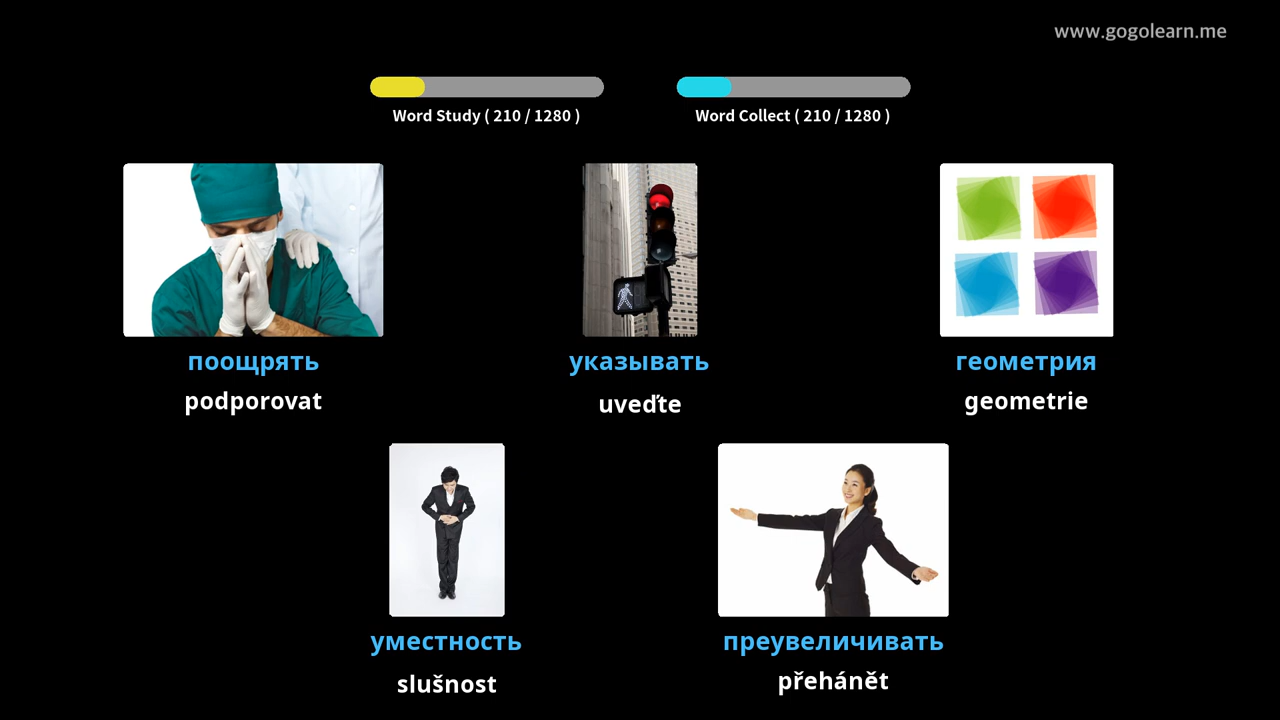 www.gogolearn.me
Word Study ( 210 / 1280 )
Word Collect ( 210 / 1280 )
поощрять
podporovat
указывать
uveďte
геометрия
geometrie
уместность
slušnost
преувеличивать
přehánět